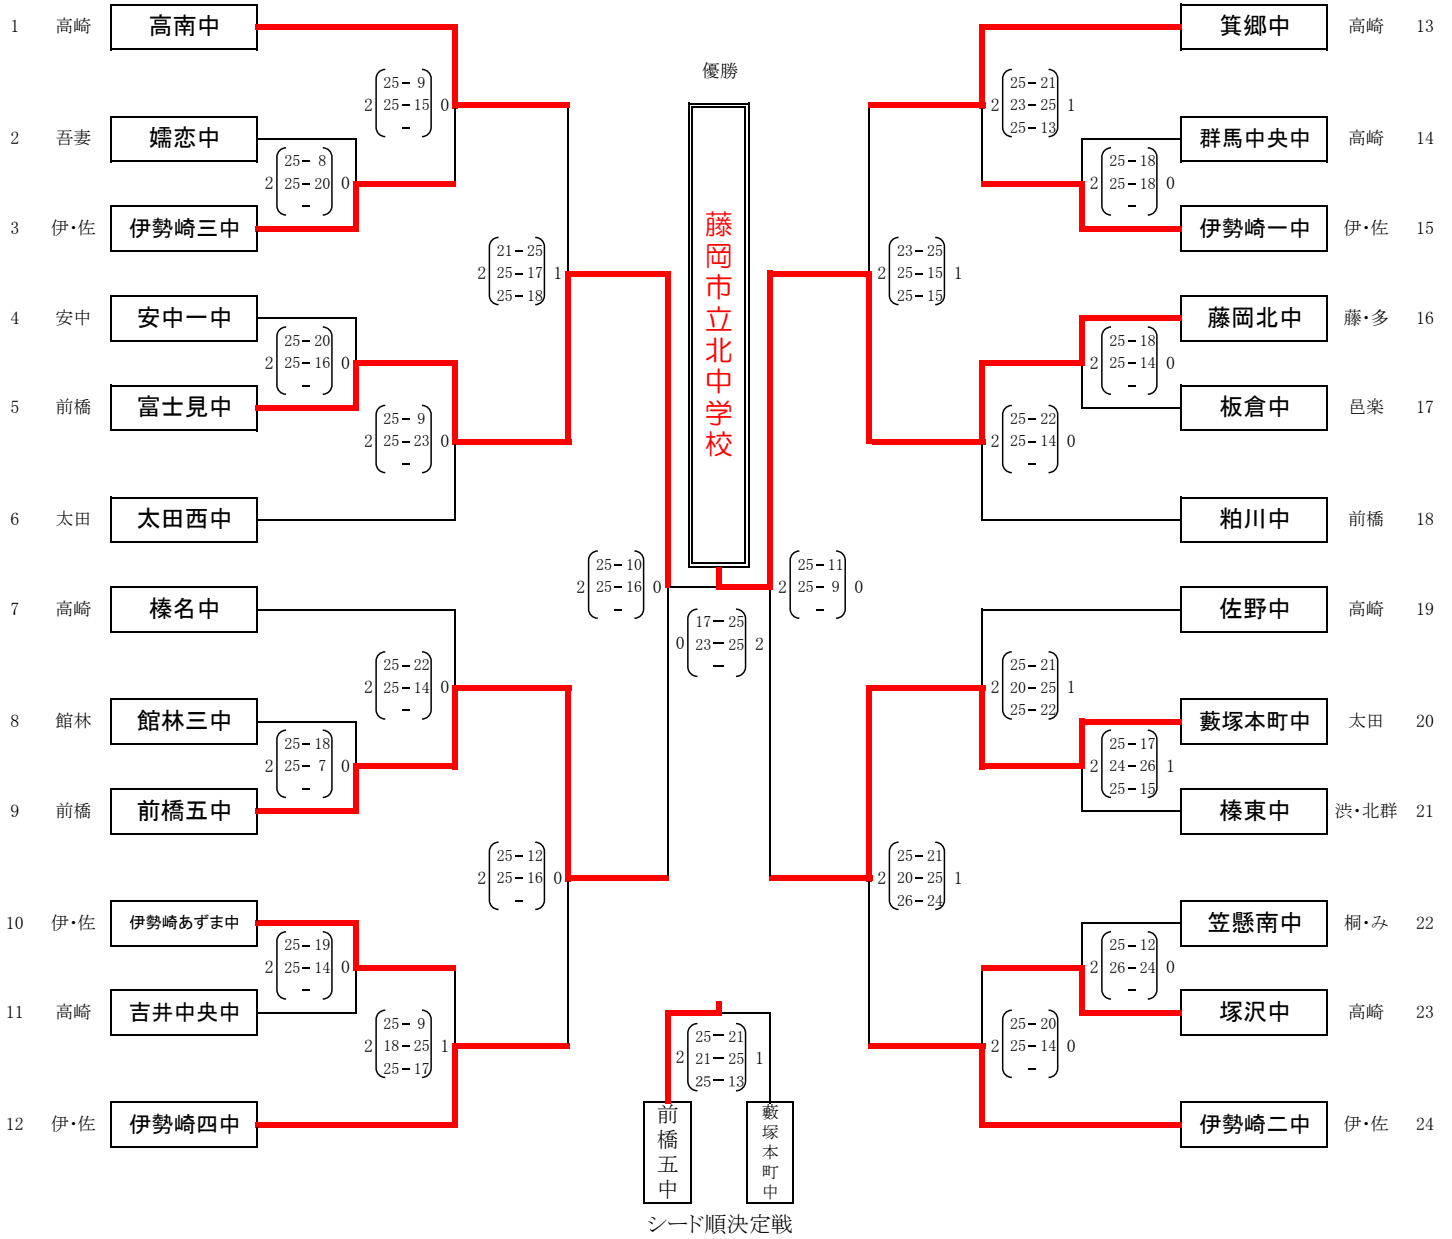 優勝
藤岡市立北中学校
1 高崎 高南中
2 吾妻 嬬恋中
3 伊・佐 伊勢崎三中
4 安中 安中一中
5 前橋 富士見中
6 太田 太田西中
7 高崎 榛名中
8 館林 館林三中
9 前橋 前橋五中
10 伊・佐 伊勢崎あずま中
11 高崎 吉井中央中
12 伊・佐 伊勢崎四中
25－8
2 25－20 0
－
25－20
2 25－16 0
－
25－18
2 25－7 0
－
25－19
2 25－14 0
－
25－9
2 25－15 0
－
25－9
2 25－23 0
－
25－22
2 25－14 0
－
25－9
2 18－25 1
25－17
21－25
2 25－17 1
25－18
25－12
2 25－16 0
－
25－10
2 25－16 0
－
17－25
0 23－25 2
－
25－11
2 25－9 0
－
23－25
2 25－15 1
25－15
25－21
2 20－25 1
26－24
25－21
2 23－25 1
25－13
25－22
2 25－14 0
－
25－21
2 20－25 1
25－22
25－20
2 25－14 0
－
25－18
2 25－18 0
－
25－18
2 25－14 0
－
25－17
2 24－26 1
25－15
25－12
2 26－24 0
－
箕郷中 高崎 13
群馬中央中 高崎 14
伊勢崎一中 伊・佐 15
藤岡北中 藤・多 16
板倉中 邑楽 17
粕川中 前橋 18
佐野中 高崎 19
藪塚本町中 太田 20
榛東中 渋・北群 21
笠懸南中 桐・み 22
塚沢中 高崎 23
伊勢崎二中 伊・佐 24
25－21
2 21－25 1
25－13
前橋五中
藪塚本町中
シード順決定戦